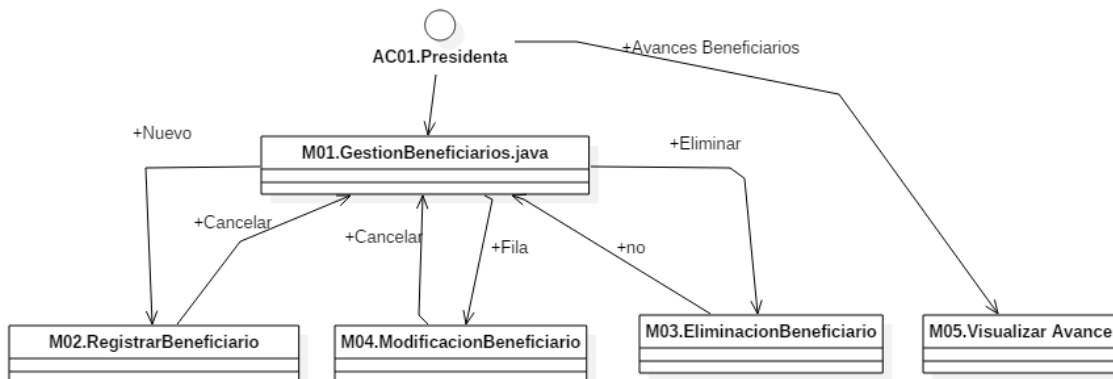 +Avances Beneficiarios
AC01.Presidenta
+Nuevo
M01.GestionBeneficiarios.java
+Eliminar
+Cancelar
+Cancelar
+Fila
+no
M02.RegistrarBeneficiario
M04.ModificacionBeneficiario
M03.EliminacionBeneficiario
M05.Visualizar Avance